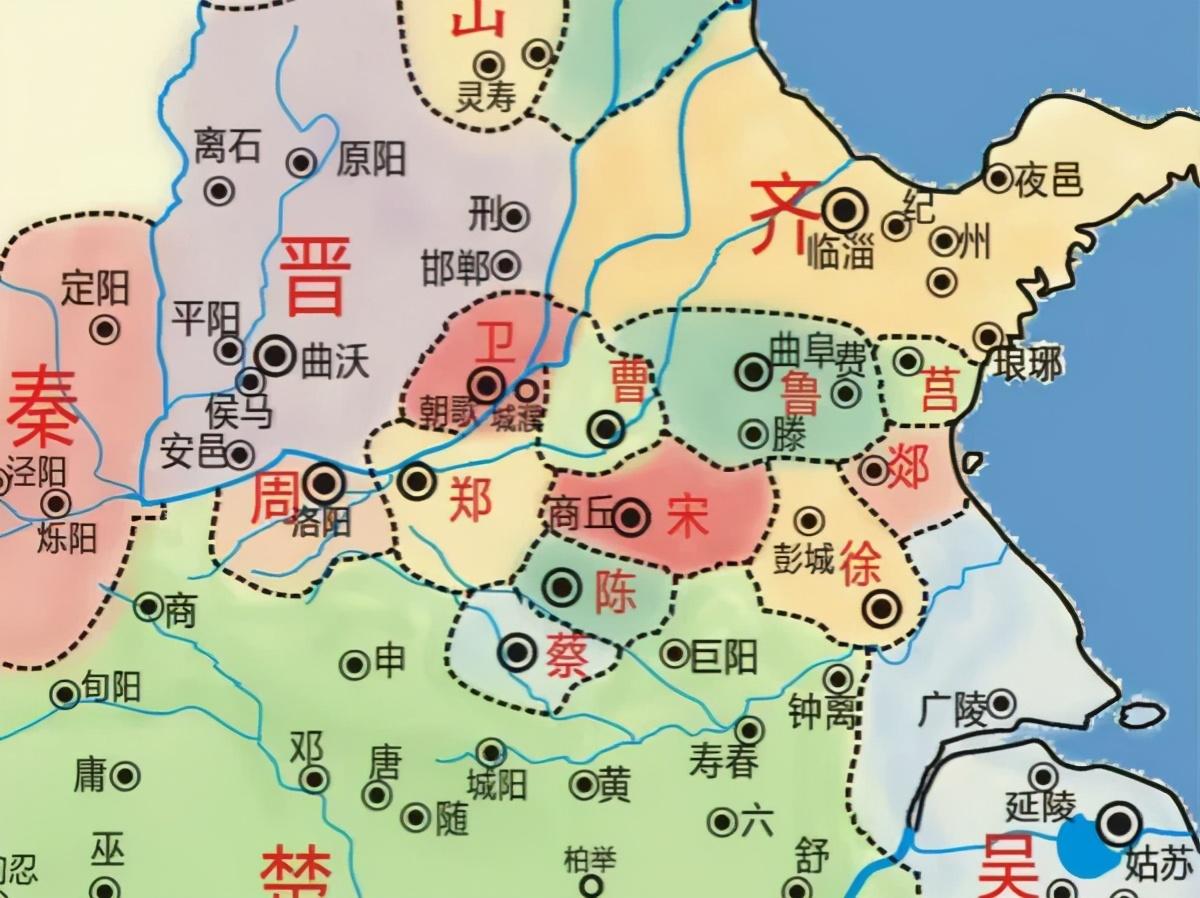 山
灵寿
离石
原阳
刑
邯郸
齐
临淄
纪
州
夜邑
定阳
晋
平阳
曲沃
侯马
安邑
卫
朝歌
城濮
曹
曲阜
费
鲁
滕
莒
琅琊
秦
泾阳
烁阳
周
洛阳
郑
商丘
宋
郯
彭城
徐
陈
蔡
商
申
巨阳
旬阳
钟离
广陵
庸
邓
唐
随
城阳
黄
寿春
六
延陵
姑苏
巫
楚
柏举
舒
吴
忍